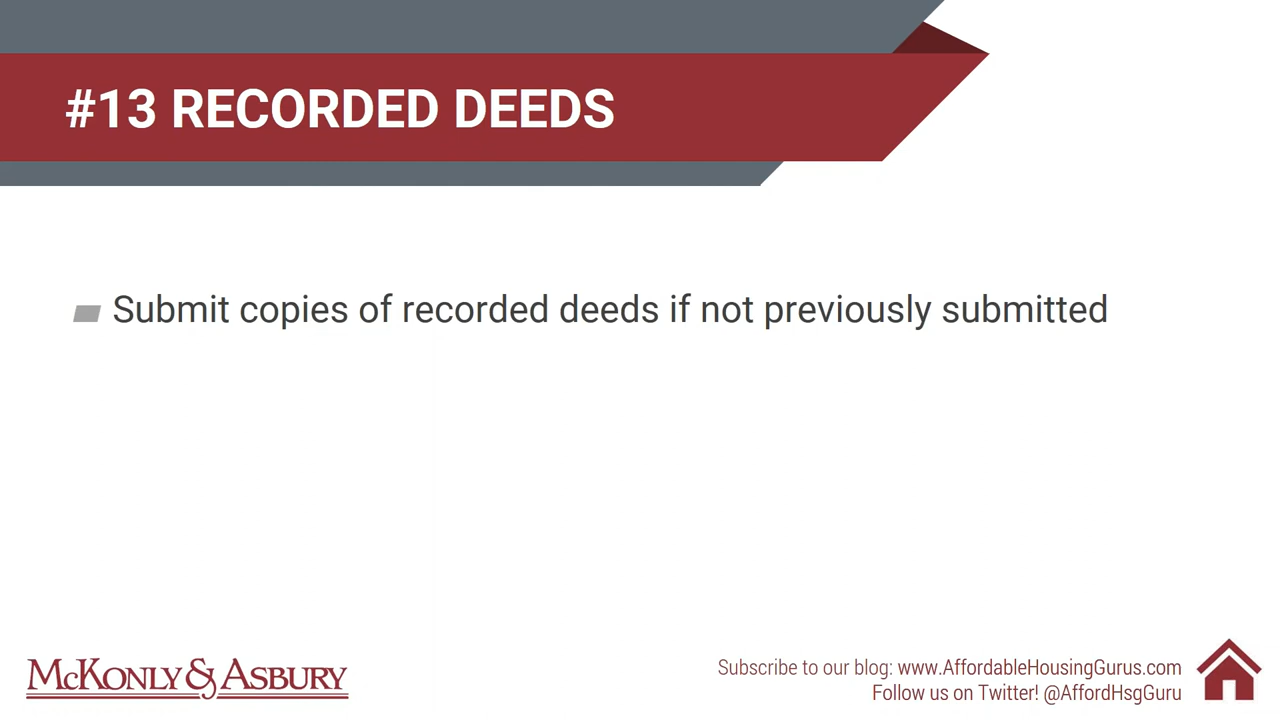 #13 RECORDED DEEDS
Submit copies of recorded deeds if not previously submitted
McKonly & Asbury
Subscribe to our blog: www.AffordableHousingGurus.com
Follow us on Twitter! @AffordHsgGuru